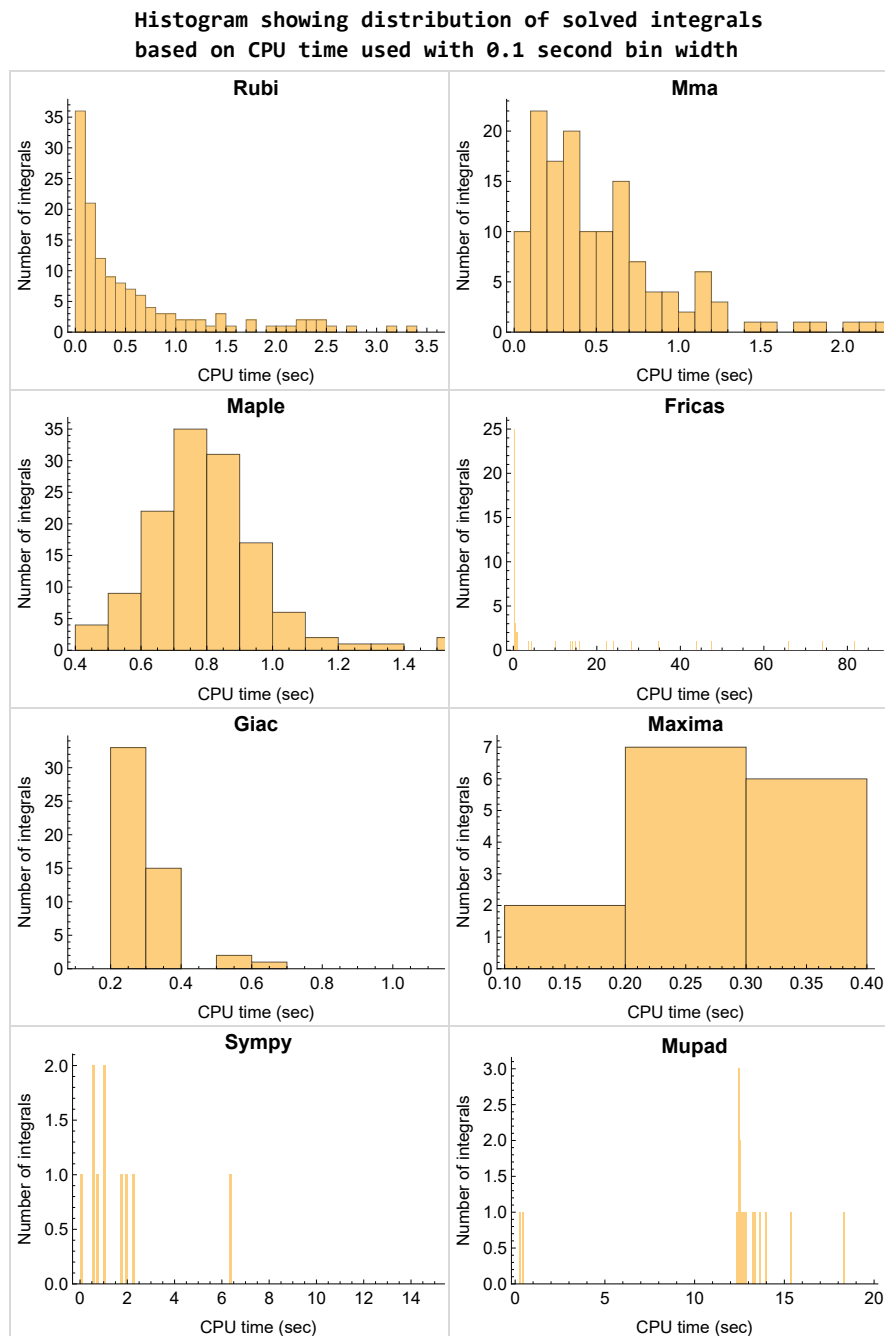 Histogram showing distribution of solved integrals
based on CPU time used with 0.1 second bin width
Rubi
Number of integrals
35
30
25
20
15
10
5
0
0.0 0.5 1.0 1.5 2.0 2.5 3.0 3.5
CPU time (sec)
Mma
Number of integrals
20
15
10
5
0
0.0 0.5 1.0 1.5 2.0
CPU time (sec)
Maple
Number of integrals
35
30
25
20
15
10
5
0
0.4 0.6 0.8 1.0 1.2 1.4
CPU time (sec)
Fricas
Number of integrals
25
20
15
10
5
0
0 20 40 60 80
CPU time (sec)
Giac
Number of integrals
30
25
20
15
10
5
0
0.2 0.4 0.6 0.8 1.0
CPU time (sec)
Maxima
Number of integrals
7
6
5
4
3
2
1
0
0.10 0.15 0.20 0.25 0.30 0.35 0.40
CPU time (sec)
Sympy
Number of integrals
2.0
1.5
1.0
0.5
0.0
0 2 4 6 8 10 12 14
CPU time (sec)
Mupad
Number of integrals
3.0
2.5
2.0
1.5
1.0
0.5
0.0
0 5 10 15 20
CPU time (sec)